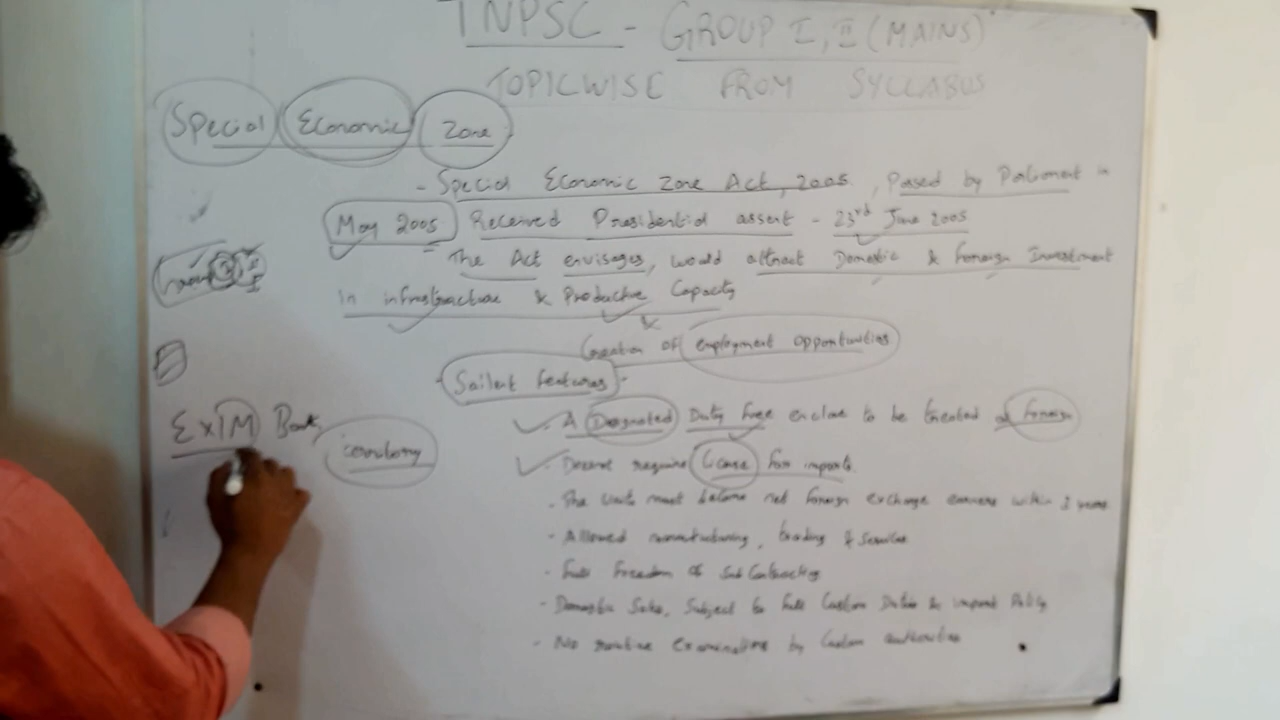 TNPSC - GROUP I, II (MAINS)
TOPICWISE FROM SYLLABUS
Special Economic Zone
- Special Economic Zone Act, 2005, Passed by Parliament in
May 2005 Received Presidential assent - 23rd June 2005
- The Act envisages, would attract Domestic & Foreign Investment
In infrastructure & Productive Capacity
&
Creation of employment opportunities
- Sailent features -
. A Designated Duty Free enclave to be treated as foreign
territory
. Doesnt require license for imports
. The units must become net foreign exchange earners within 3 years
. Allowed manufacturing, trading & services
. Full Freedom of Sub Contracting
- Domestic Sales, Subject to full Custom Duties & import Policy
- No routine Examination by Custom authorities
EXIM Bank,